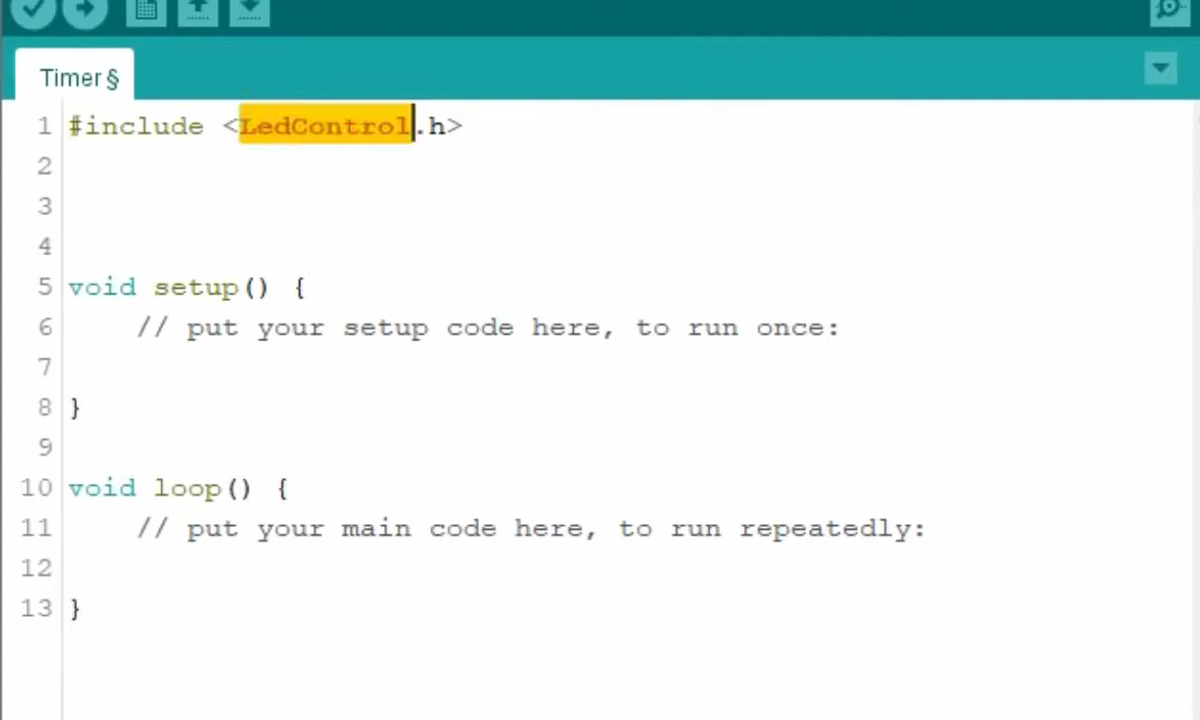 Timer §
1 #include <LedControl.h>
2
3
4
5 void setup() {
6     // put your setup code here, to run once:
7
8 }
9
10 void loop() {
11     // put your main code here, to run repeatedly:
12
13 }